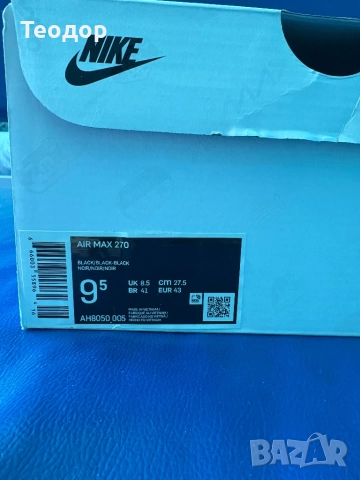 Теодор
NIKE
AIR MAX 270
BLACK/BLACK-BLACK
NOIR/NOIR/NOIR
9.5
UK 8.5 CM 27.5
BR 41 EUR 43
AH8050 005
BAZAR